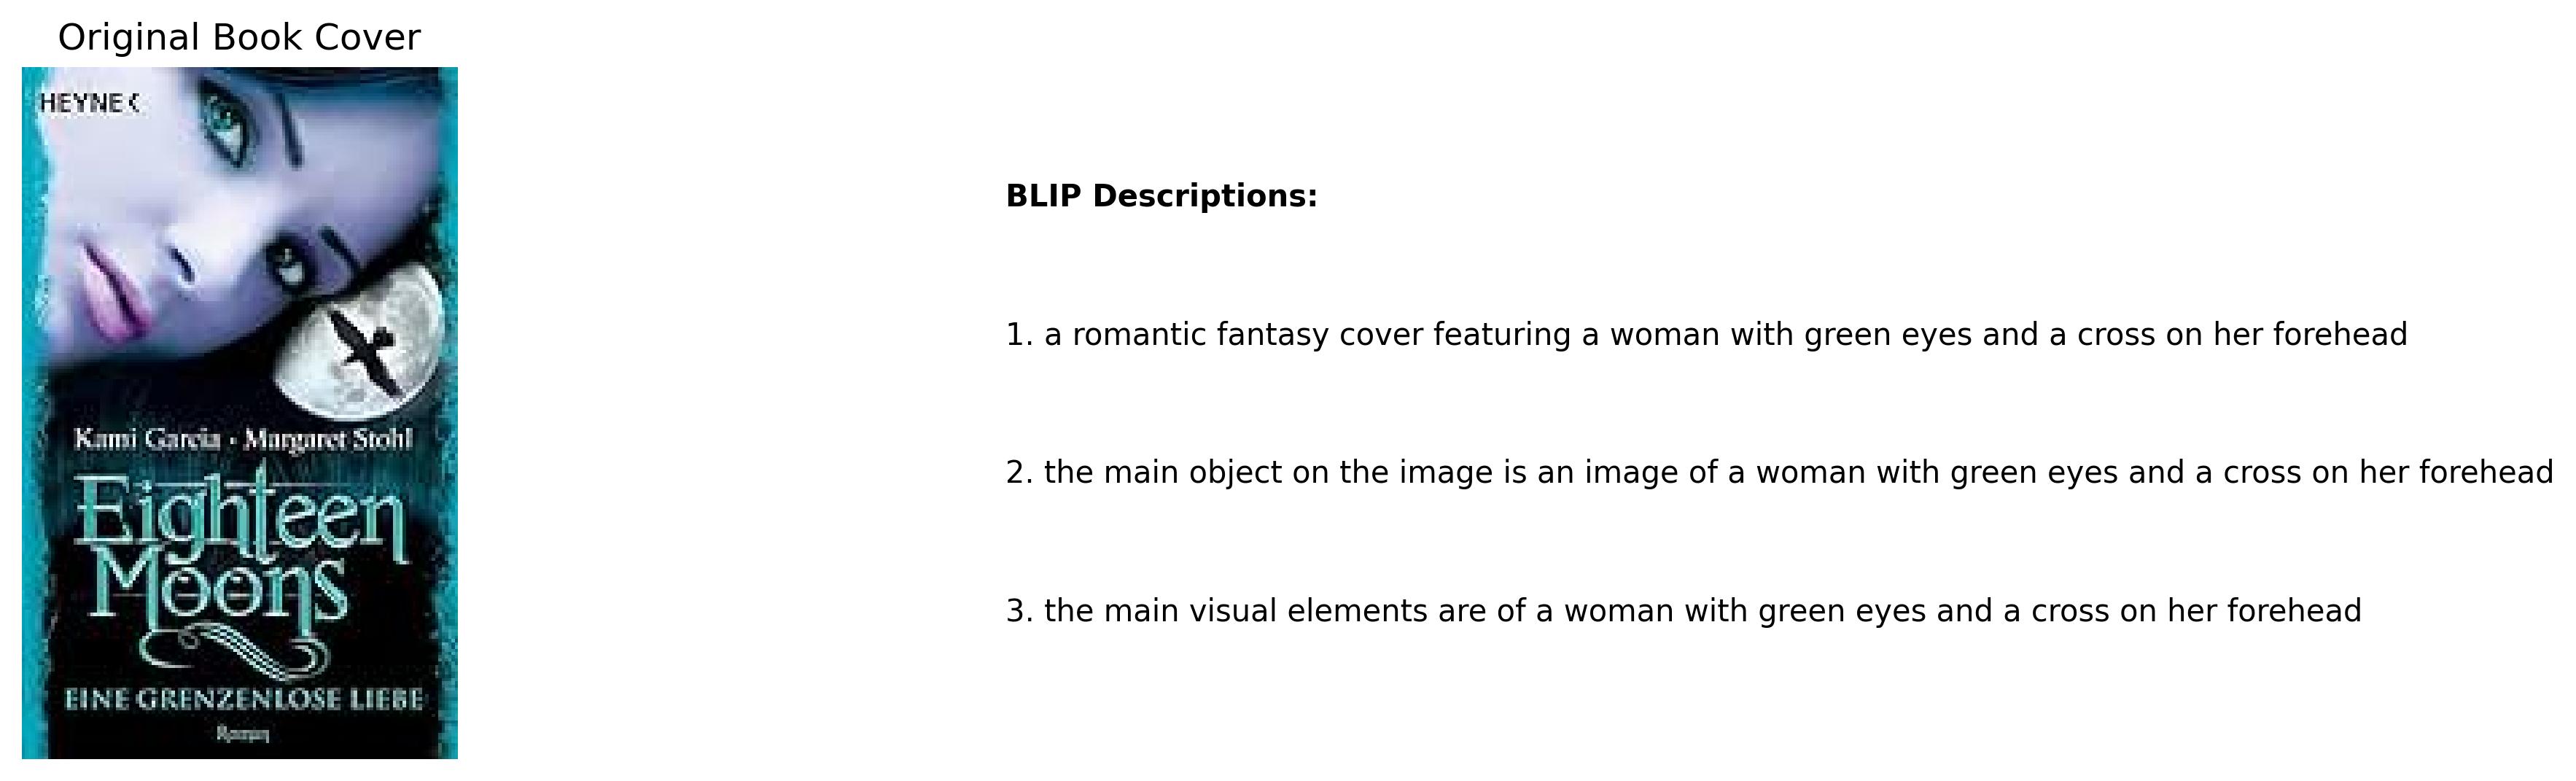 Original Book Cover
HEYNE <
Kami Garcia • Margaret Stohl
Eighteen
Moons
EINE GRENZENLOSE LIEBE
Roman
BLIP Descriptions:
1. a romantic fantasy cover featuring a woman with green eyes and a cross on her forehead
2. the main object on the image is an image of a woman with green eyes and a cross on her forehead
3. the main visual elements are of a woman with green eyes and a cross on her forehead